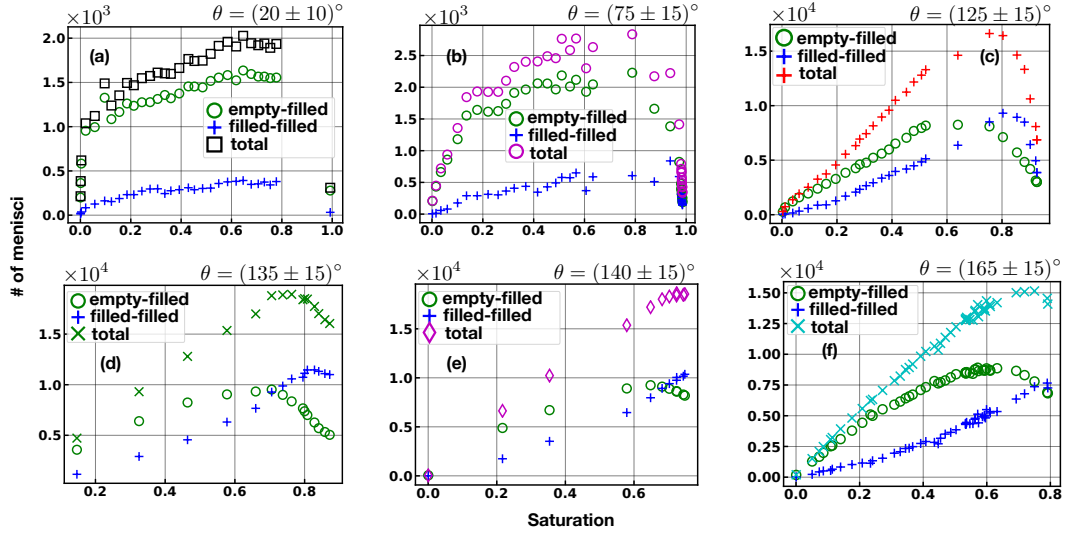 ×10³ θ = (20 ± 10)°
(a)
empty-filled
filled-filled
total
2.0
1.5
1.0
0.5
0.0
0.0 0.2 0.4 0.6 0.8 1.0
×10³ θ = (75 ± 15)°
(b)
empty-filled
filled-filled
total
2.5
2.0
1.5
1.0
0.5
0.0
0.0 0.2 0.4 0.6 0.8 1.0
×10⁴ θ = (125 ± 15)°
(c)
empty-filled
filled-filled
total
1.5
1.0
0.5
0.0
0.0 0.2 0.4 0.6 0.8
# of menisci
×10⁴ θ = (135 ± 15)°
(d)
empty-filled
filled-filled
total
1.5
1.0
0.5
0.2 0.4 0.6 0.8
×10⁴ θ = (140 ± 15)°
(e)
empty-filled
filled-filled
total
1.5
1.0
0.5
0.0
0.0 0.2 0.4 0.6 0.8
×10⁴ θ = (165 ± 15)°
(f)
empty-filled
filled-filled
total
1.50
1.25
1.00
0.75
0.50
0.25
0.00
0.0 0.2 0.4 0.6 0.8
Saturation